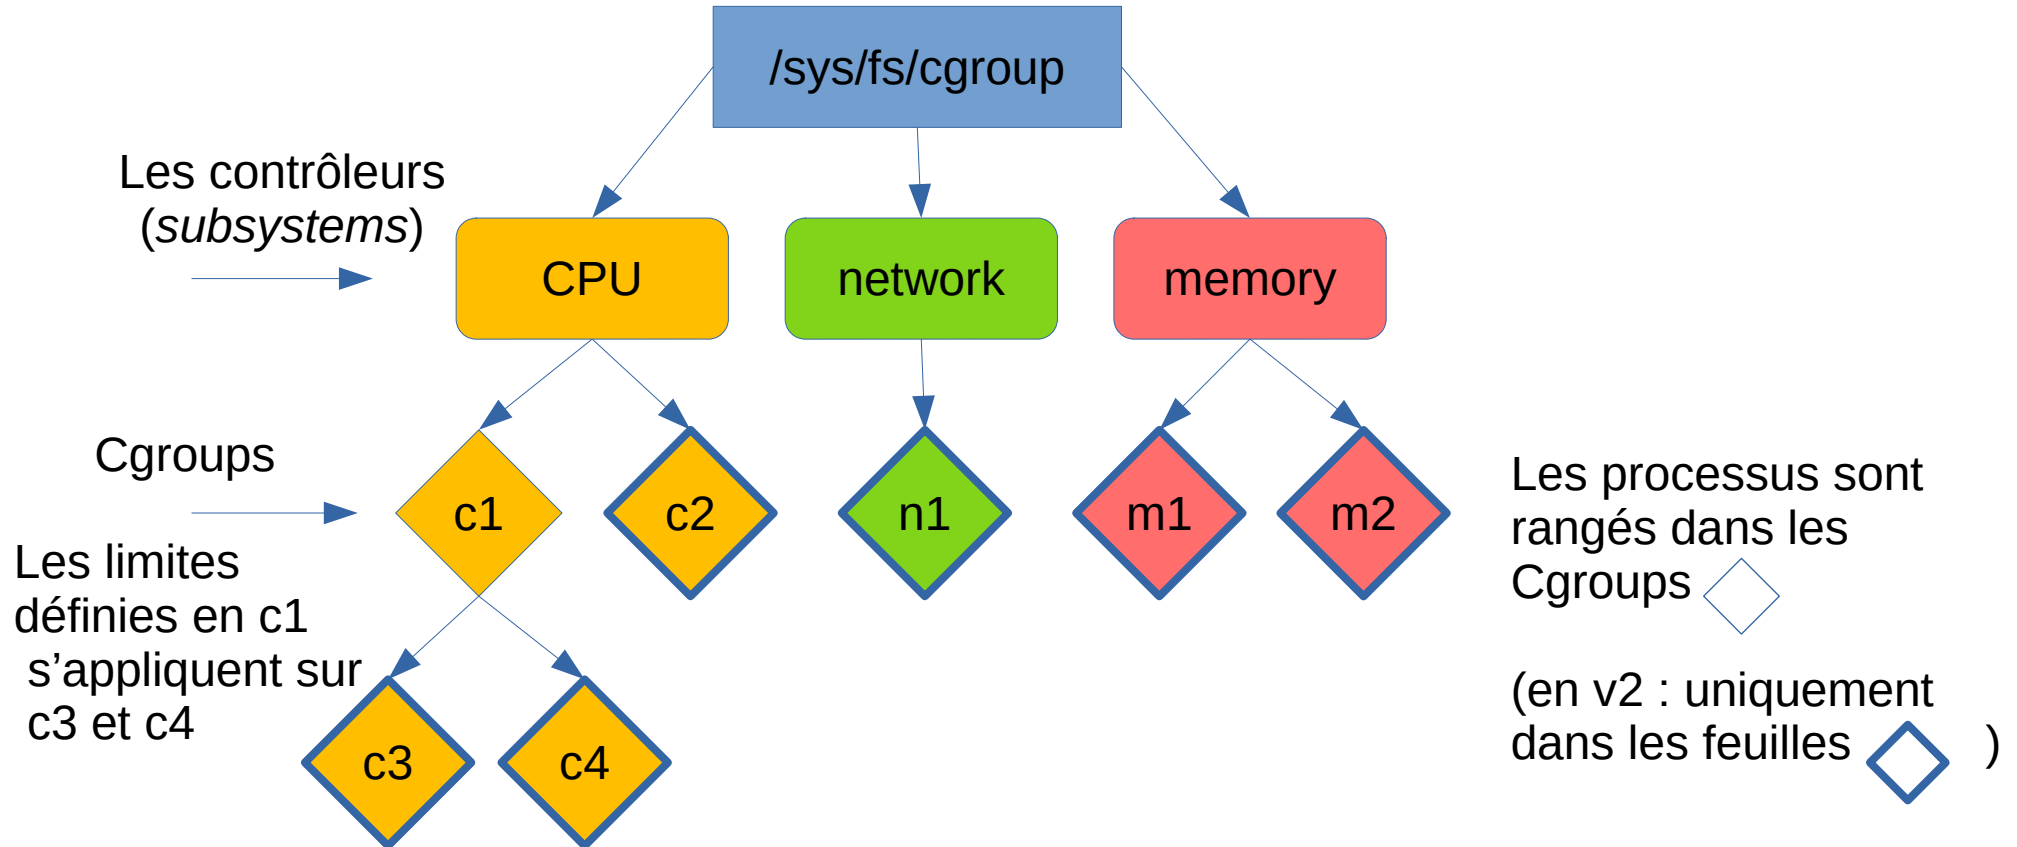 /sys/fs/cgroup
Les contrôleurs
(subsystems)
CPU
network
memory
Cgroups
c1
c2
n1
m1
m2
Les limites
définies en c1
s’appliquent sur
c3 et c4
c3
c4
Les processus sont
rangés dans les
Cgroups
(en v2 : uniquement
dans les feuilles )